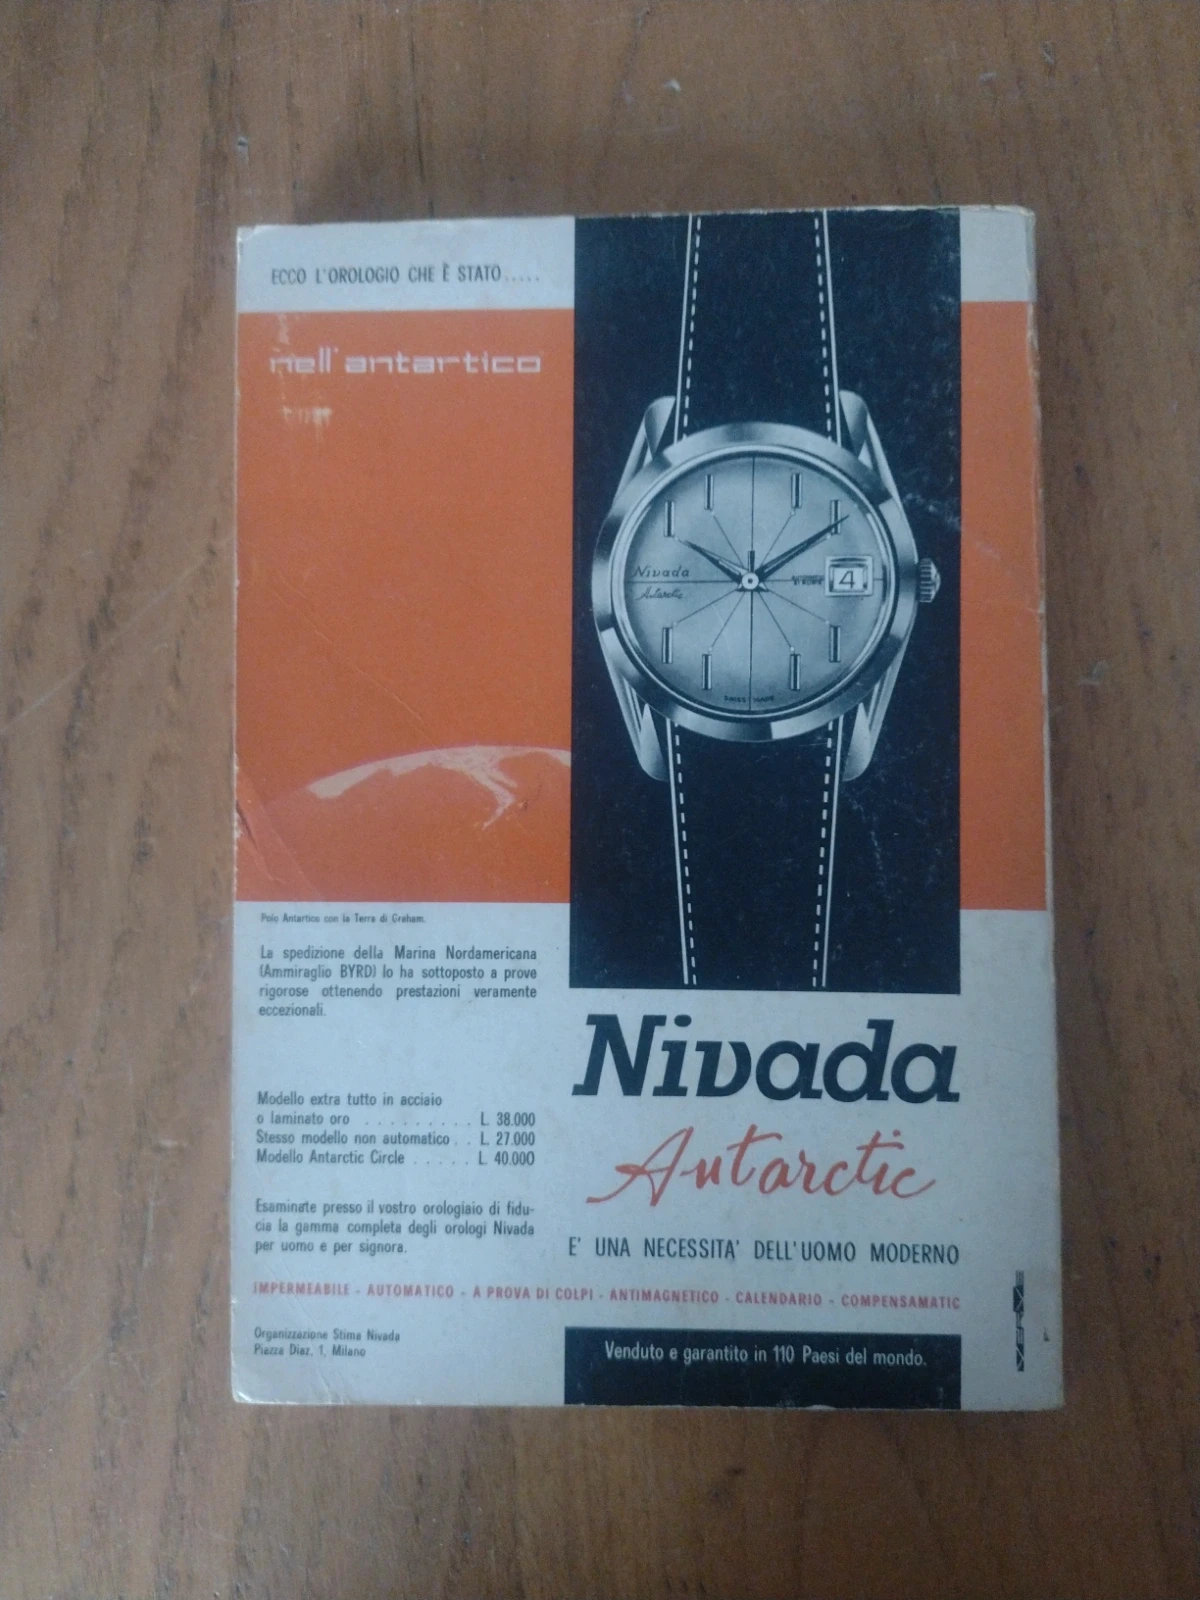 ECCO L'OROLOGIO CHE È STATO.....
nell'antartico
Nivada
Antarctic
4
SWISS MADE
Polo Antartico con la Terra di Graham.
La spedizione della Marina Nordamericana
(Ammiraglio BYRD) lo ha sottoposto a prove
rigorose ottenendo prestazioni veramente
eccezionali.
Modello extra tutto in acciaio
o laminato oro . . . . . . . . . L. 38.000
Stesso modello non automatico . . L. 27.000
Modello Antarctic Circle . . . . . L. 40.000
Esaminate presso il vostro orologiaio di fidu-
cia la gamma completa degli orologi Nivada
per uomo e per signora.
Nivada
Antarctic
E' UNA NECESSITA' DELL'UOMO MODERNO
IMPERMEABILE - AUTOMATICO - A PROVA DI COLPI - ANTIMAGNETICO - CALENDARIO - COMPENSAMATIC
Organizzazione Stima Nivada
Piazza Diaz, 1, Milano
Venduto e garantito in 110 Paesi del mondo.